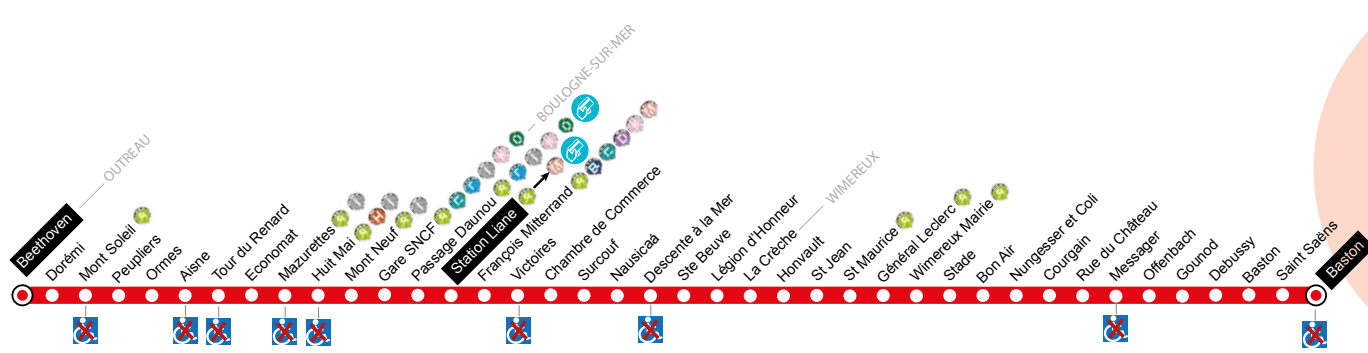 Beethoven
OUTREAU
Dorémi
Mont Soleil
Peupliers
Ormes
Aisne
Tour du Renard
Economat
Mazurettes
Huit Mai
Mont Neuf
Gare SNCF
Passage Daunou
BOULOGNE-SUR-MER
Station Liane
François Mitterrand
Victoires
Chambre de Commerce
Surcouf
Nausicaá
Descente à la Mer
Ste Beuve
Légion d'Honneur
La Crèche
WIMEREUX
Honvault
St Jean
St Maurice
Général Leclerc
Wimereux Mairie
Stade
Bon Air
Nungesser et Coli
Courgain
Rue du Château
Messager
Offenbach
Gounod
Debussy
Baston
Saint Saëns
Baston